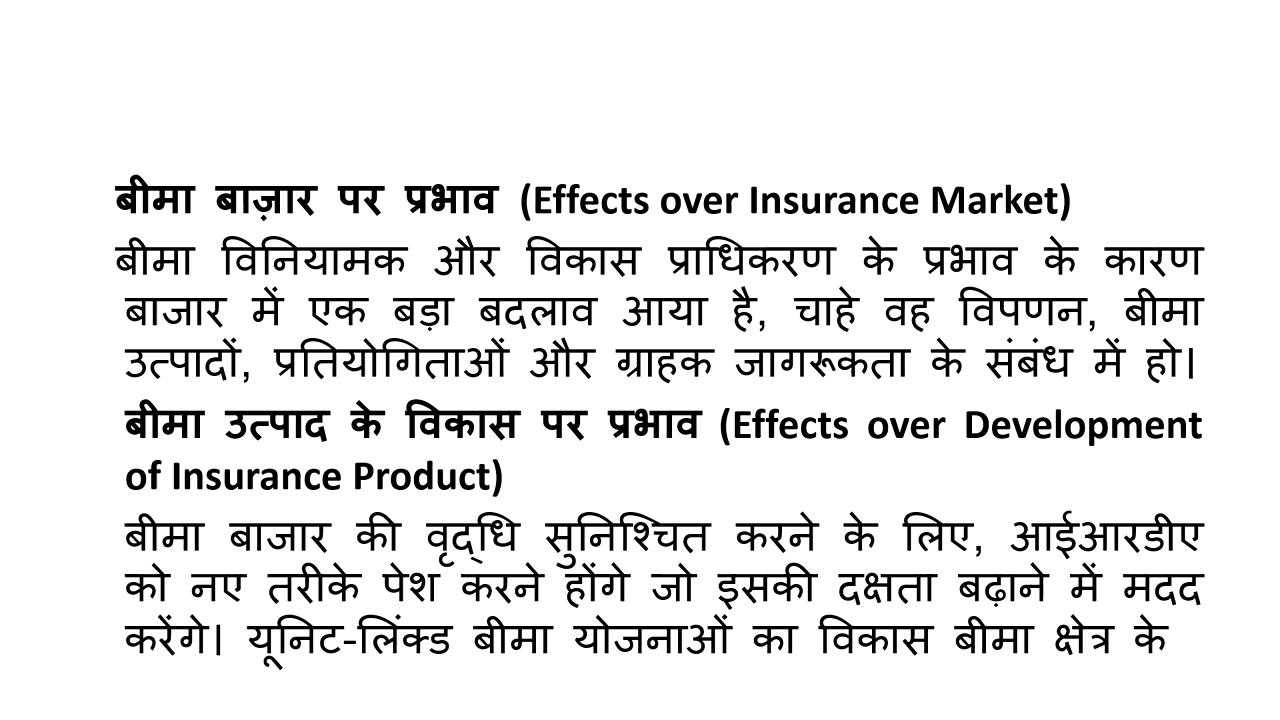 बीमा बाज़ार पर प्रभाव (Effects over Insurance Market)
बीमा विनियामक और विकास प्राधिकरण के प्रभाव के कारण
बाजार में एक बड़ा बदलाव आया है, चाहे वह विपणन, बीमा
उत्पादों, प्रतियोगिताओं और ग्राहक जागरूकता के संबंध में हो।
बीमा उत्पाद के विकास पर प्रभाव (Effects over Development
of Insurance Product)
बीमा बाजार की वृद्धि सुनिश्चित करने के लिए, आईआरडीए
को नए तरीके पेश करने होंगे जो इसकी दक्षता बढ़ाने में मदद
करेंगे। यूनिट-लिंक्ड बीमा योजनाओं का विकास बीमा क्षेत्र के